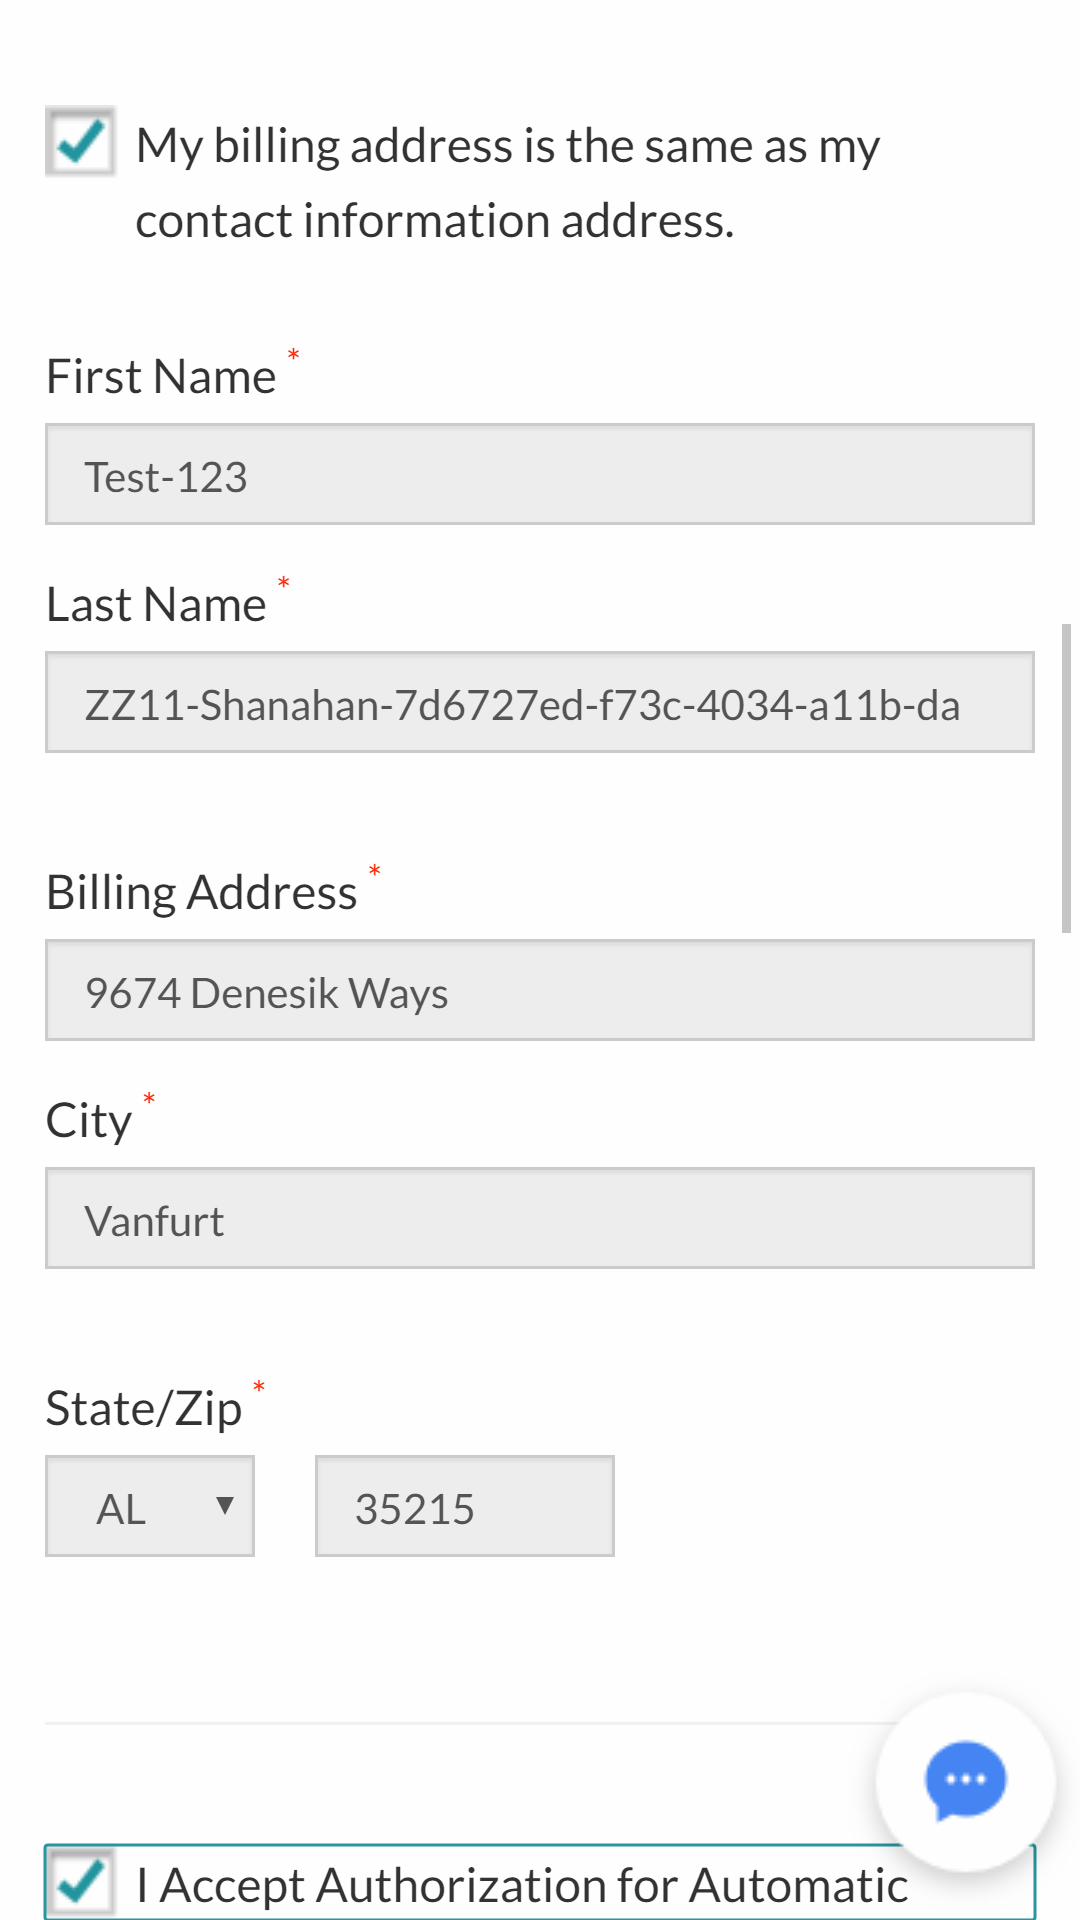 My billing address is the same as my
contact information address.
First Name *
Test-123
Last Name *
ZZ11-Shanahan-7d6727ed-f73c-4034-a11b-da
Billing Address *
9674 Denesik Ways
City *
Vanfurt
State/Zip *
AL 35215
I Accept Authorization for Automatic